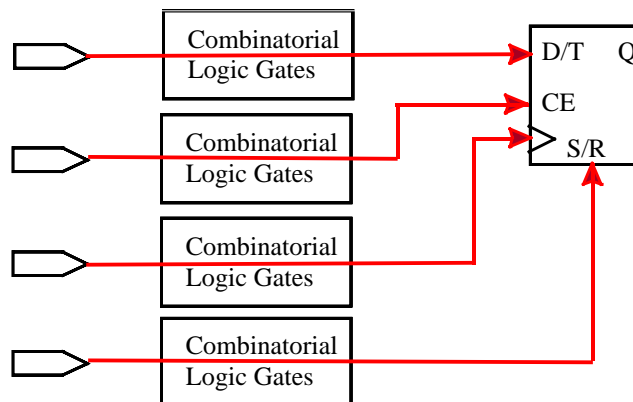 Combinatorial
Logic Gates
D/T Q
CE
Combinatorial
Logic Gates
S/R
Combinatorial
Logic Gates
Combinatorial
Logic Gates